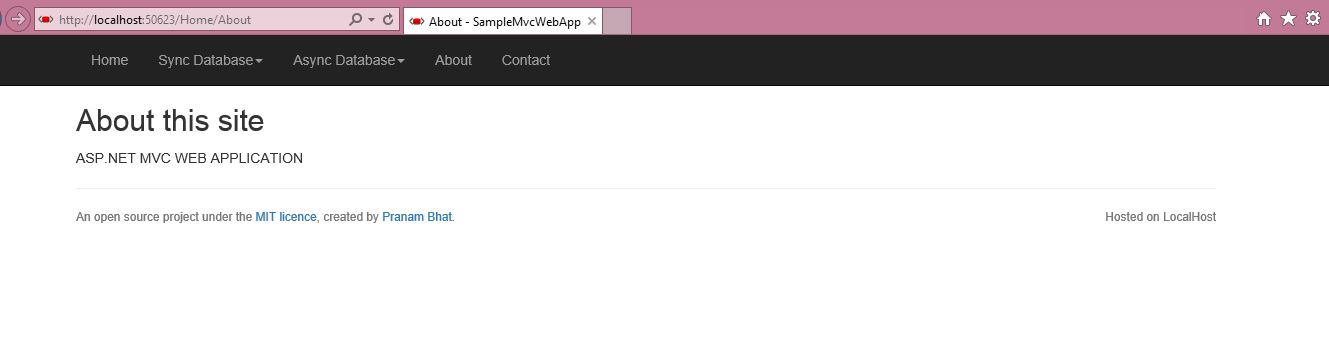 http://localhost:50623/Home/About
About - SampleMvcWebApp
Home Sync Database Async Database About Contact
About this site
ASP.NET MVC WEB APPLICATION
An open source project under the MIT licence, created by Pranam Bhat. Hosted on LocalHost